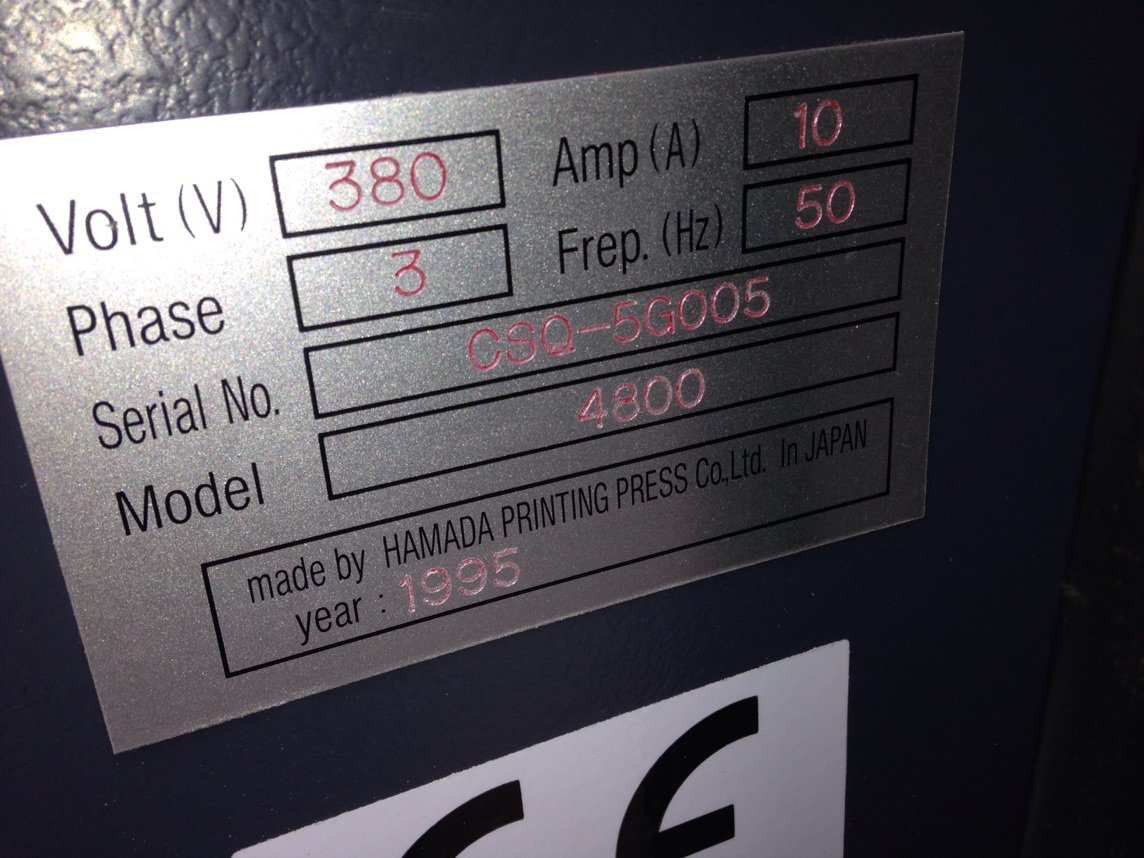 Volt (V) 380 Amp (A) 10
Phase 3 Frep. (Hz) 50
Serial No. CSQ-5G005
Model 4800
made by HAMADA PRINTING PRESS Co.,Ltd. In JAPAN
year : 1995
CE